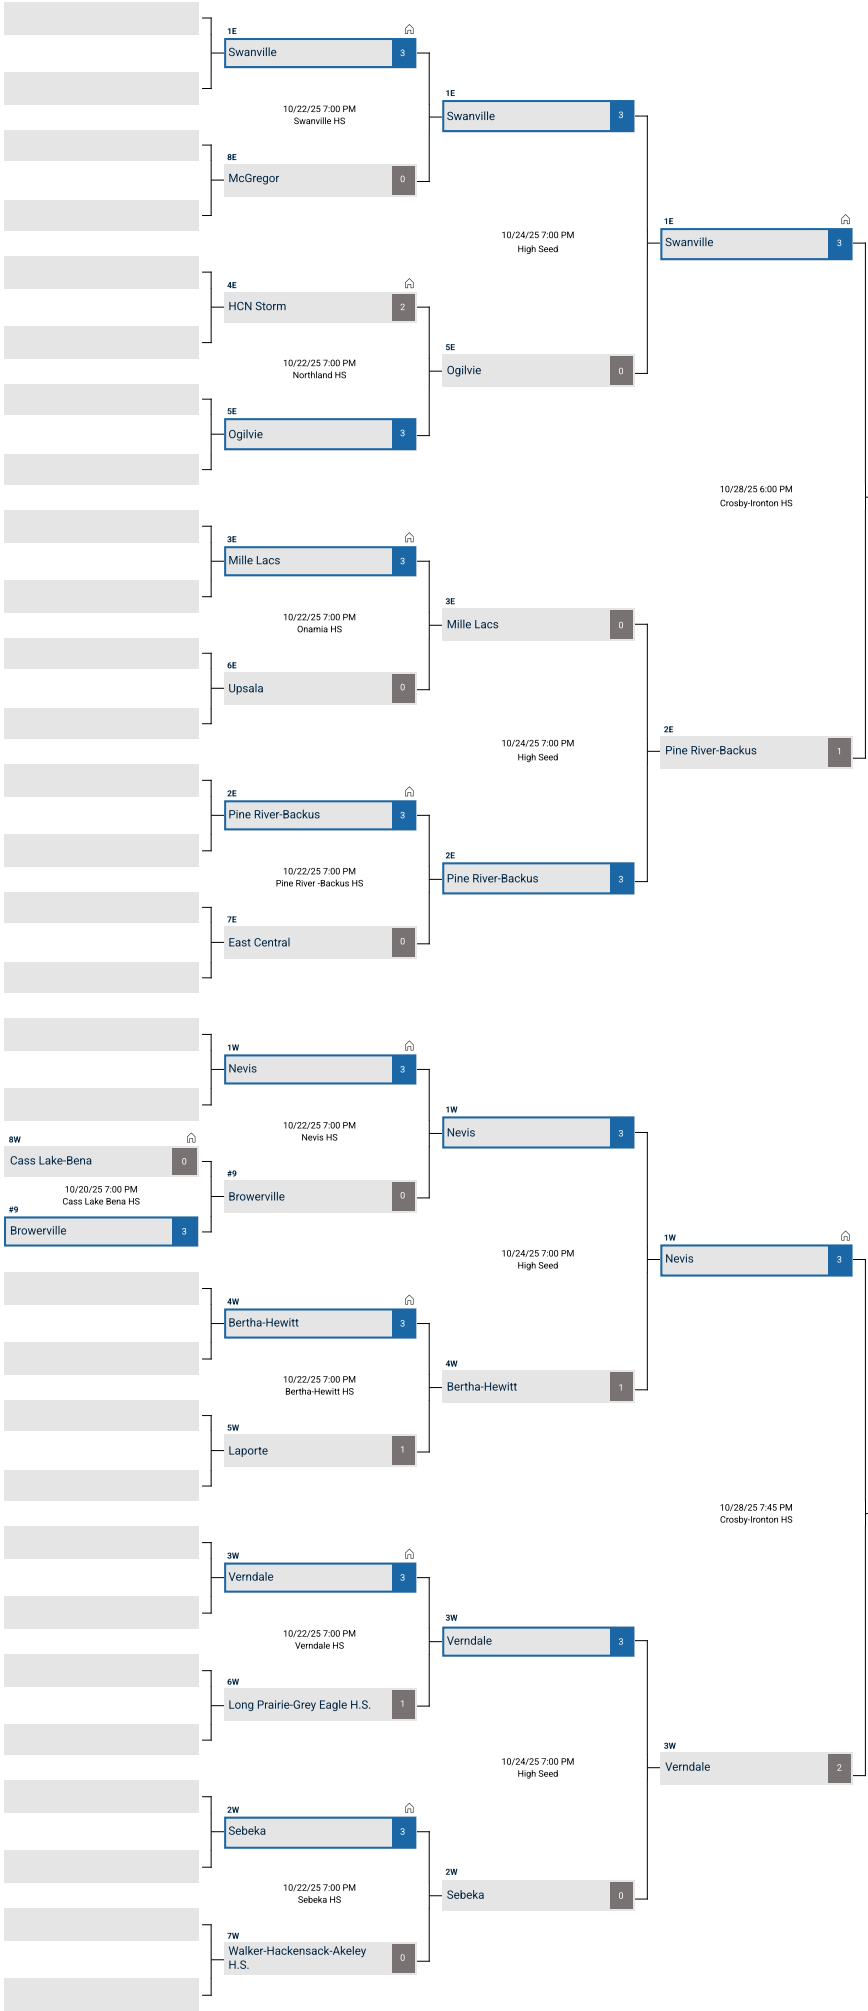 1E
Swanville
3
10/22/25 7:00 PM
Swanville HS
8E
McGregor
0
1E
Swanville
3
10/24/25 7:00 PM
High Seed
1E
Swanville
3
4E
HCN Storm
2
10/22/25 7:00 PM
Northland HS
5E
Ogilvie
3
5E
Ogilvie
0
10/28/25 6:00 PM
Crosby-Ironton HS
3E
Mille Lacs
3
10/22/25 7:00 PM
Onamia HS
6E
Upsala
0
3E
Mille Lacs
0
10/24/25 7:00 PM
High Seed
2E
Pine River-Backus
1
2E
Pine River-Backus
3
10/22/25 7:00 PM
Pine River -Backus HS
7E
East Central
0
2E
Pine River-Backus
3
1W
Nevis
3
10/22/25 7:00 PM
Nevis HS
8W
Cass Lake-Bena
0
10/20/25 7:00 PM
Cass Lake Bena HS
#9
Browerville
3
#9
Browerville
0
1W
Nevis
3
10/24/25 7:00 PM
High Seed
1W
Nevis
3
4W
Bertha-Hewitt
3
10/22/25 7:00 PM
Bertha-Hewitt HS
5W
Laporte
1
4W
Bertha-Hewitt
1
10/28/25 7:45 PM
Crosby-Ironton HS
3W
Verndale
3
10/22/25 7:00 PM
Verndale HS
6W
Long Prairie-Grey Eagle H.S.
1
3W
Verndale
3
10/24/25 7:00 PM
High Seed
3W
Verndale
2
2W
Sebeka
3
10/22/25 7:00 PM
Sebeka HS
7W
Walker-Hackensack-Akeley
H.S.
0
2W
Sebeka
0